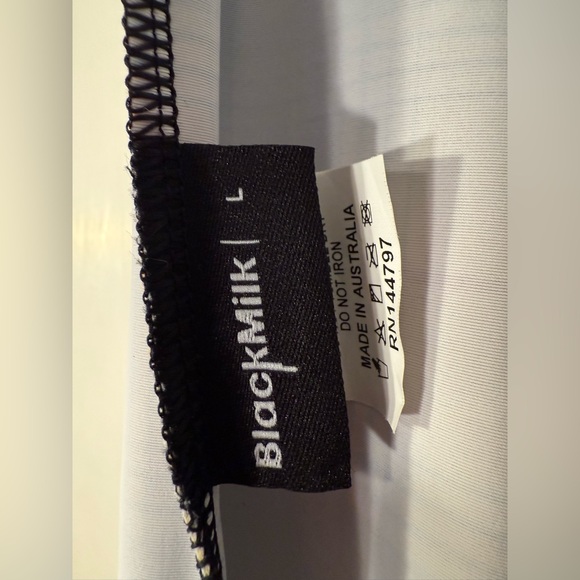 BlackMilk | L
DO NOT IRON
MADE IN AUSTRALIA
RN144797